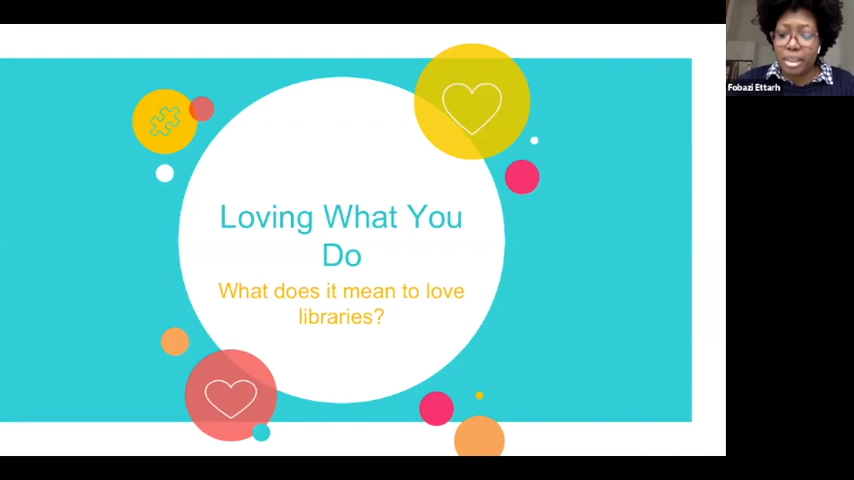 Loving What You
Do
What does it mean to love
libraries?
Fobazi Ettarh